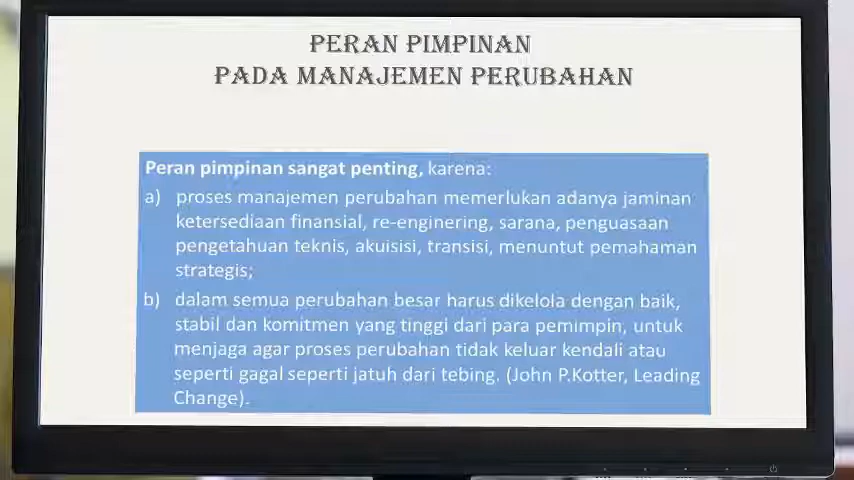 PERAN PIMPINAN
PADA MANAJEMEN PERUBAHAN
Peran pimpinan sangat penting, karena:
a) proses manajemen perubahan memerlukan adanya jaminan
ketersediaan finansial, re-enginering, sarana, penguasaan
pengetahuan teknis, akuisisi, transisi, menuntut pemahaman
strategis;
b) dalam semua perubahan besar harus dikelola dengan baik,
stabil dan komitmen yang tinggi dari para pemimpin, untuk
menjaga agar proses perubahan tidak keluar kendali atau
seperti gagal seperti jatuh dari tebing. (John P.Kotter, Leading
Change).